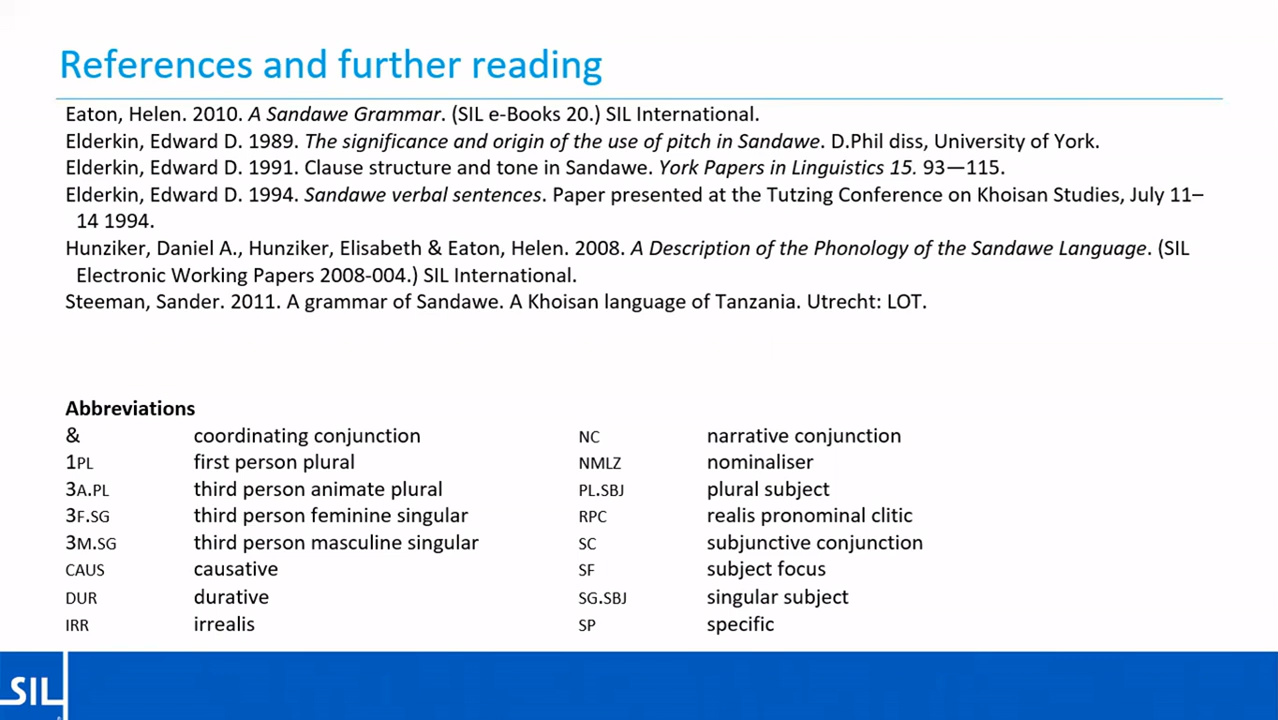 References and further reading
Eaton, Helen. 2010. A Sandawe Grammar. (SIL e-Books 20.) SIL International.
Elderkin, Edward D. 1989. The significance and origin of the use of pitch in Sandawe. D.Phil diss, University of York.
Elderkin, Edward D. 1991. Clause structure and tone in Sandawe. York Papers in Linguistics 15. 93—115.
Elderkin, Edward D. 1994. Sandawe verbal sentences. Paper presented at the Tutzing Conference on Khoisan Studies, July 11–
14 1994.
Hunziker, Daniel A., Hunziker, Elisabeth & Eaton, Helen. 2008. A Description of the Phonology of the Sandawe Language. (SIL
Electronic Working Papers 2008-004.) SIL International.
Steeman, Sander. 2011. A grammar of Sandawe. A Khoisan language of Tanzania. Utrecht: LOT.
Abbreviations
& coordinating conjunction
1PL first person plural
3A.PL third person animate plural
3F.SG third person feminine singular
3M.SG third person masculine singular
CAUS causative
DUR durative
IRR irrealis
NC narrative conjunction
NMLZ nominaliser
PL.SBJ plural subject
RPC realis pronominal clitic
SC subjunctive conjunction
SF subject focus
SG.SBJ singular subject
SP specific
SIL